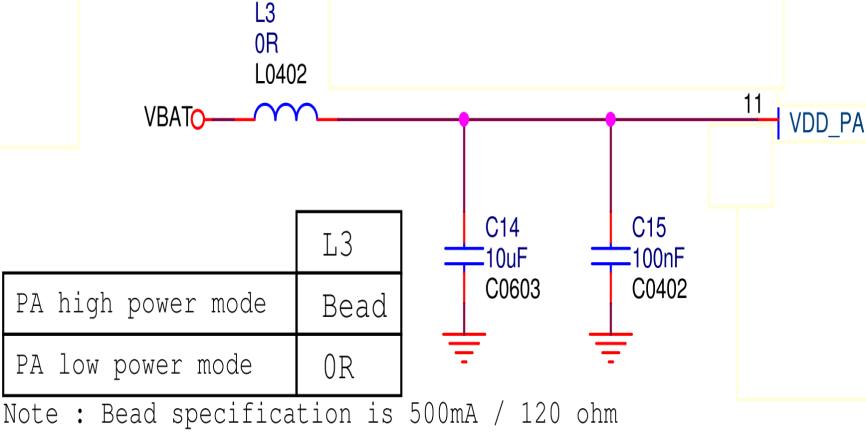 L3
0R
L0402
VBAT
11
VDD_PA
C14
10uF
C0603
C15
100nF
C0402
L3
PA high power mode Bead
PA low power mode 0R
Note : Bead specification is 500mA / 120 ohm